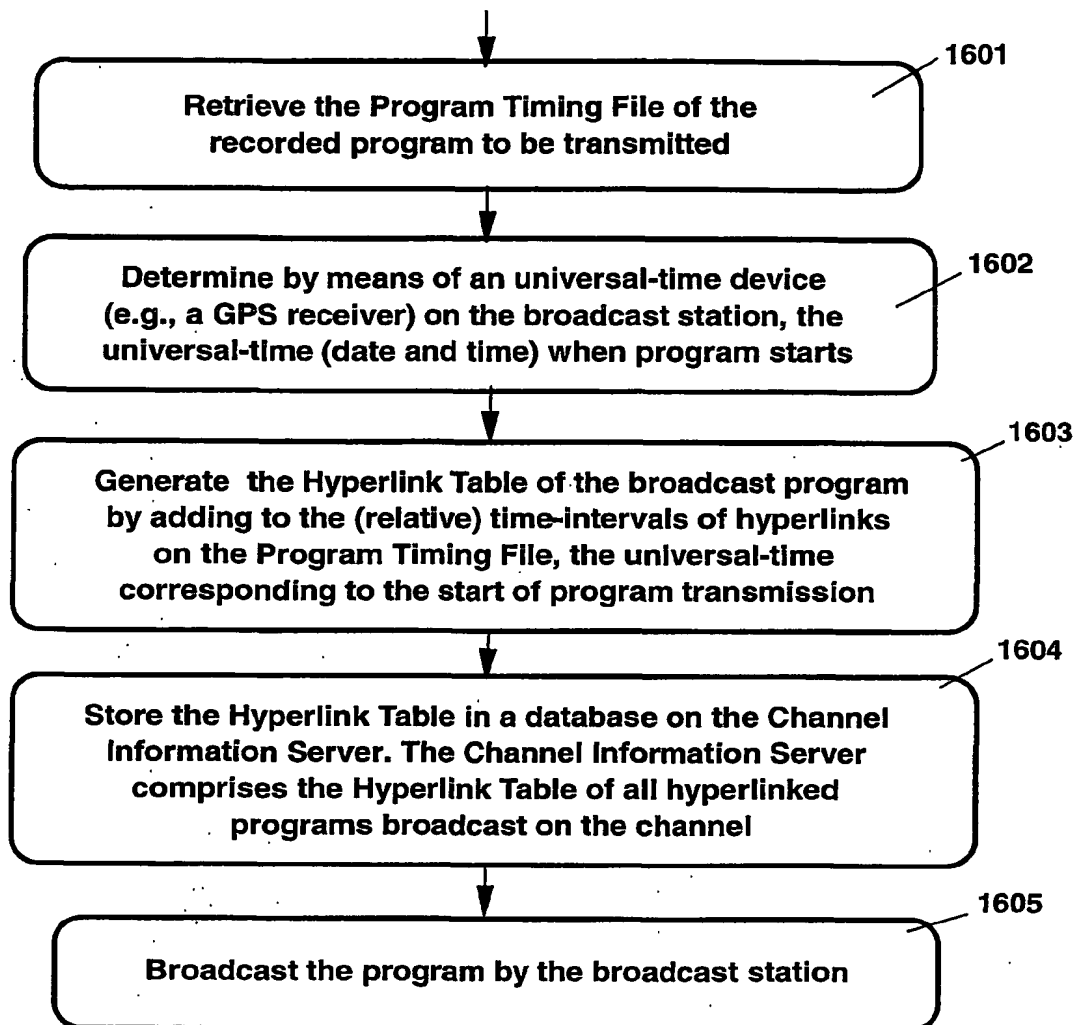 1601
Retrieve the Program Timing File of the
recorded program to be transmitted
1602
Determine by means of an universal-time device
(e.g., a GPS receiver) on the broadcast station, the
universal-time (date and time) when program starts
1603
Generate the Hyperlink Table of the broadcast program
by adding to the (relative) time-intervals of hyperlinks
on the Program Timing File, the universal-time
corresponding to the start of program transmission
1604
Store the Hyperlink Table in a database on the Channel
Information Server. The Channel Information Server
comprises the Hyperlink Table of all hyperlinked
programs broadcast on the channel
1605
Broadcast the program by the broadcast station